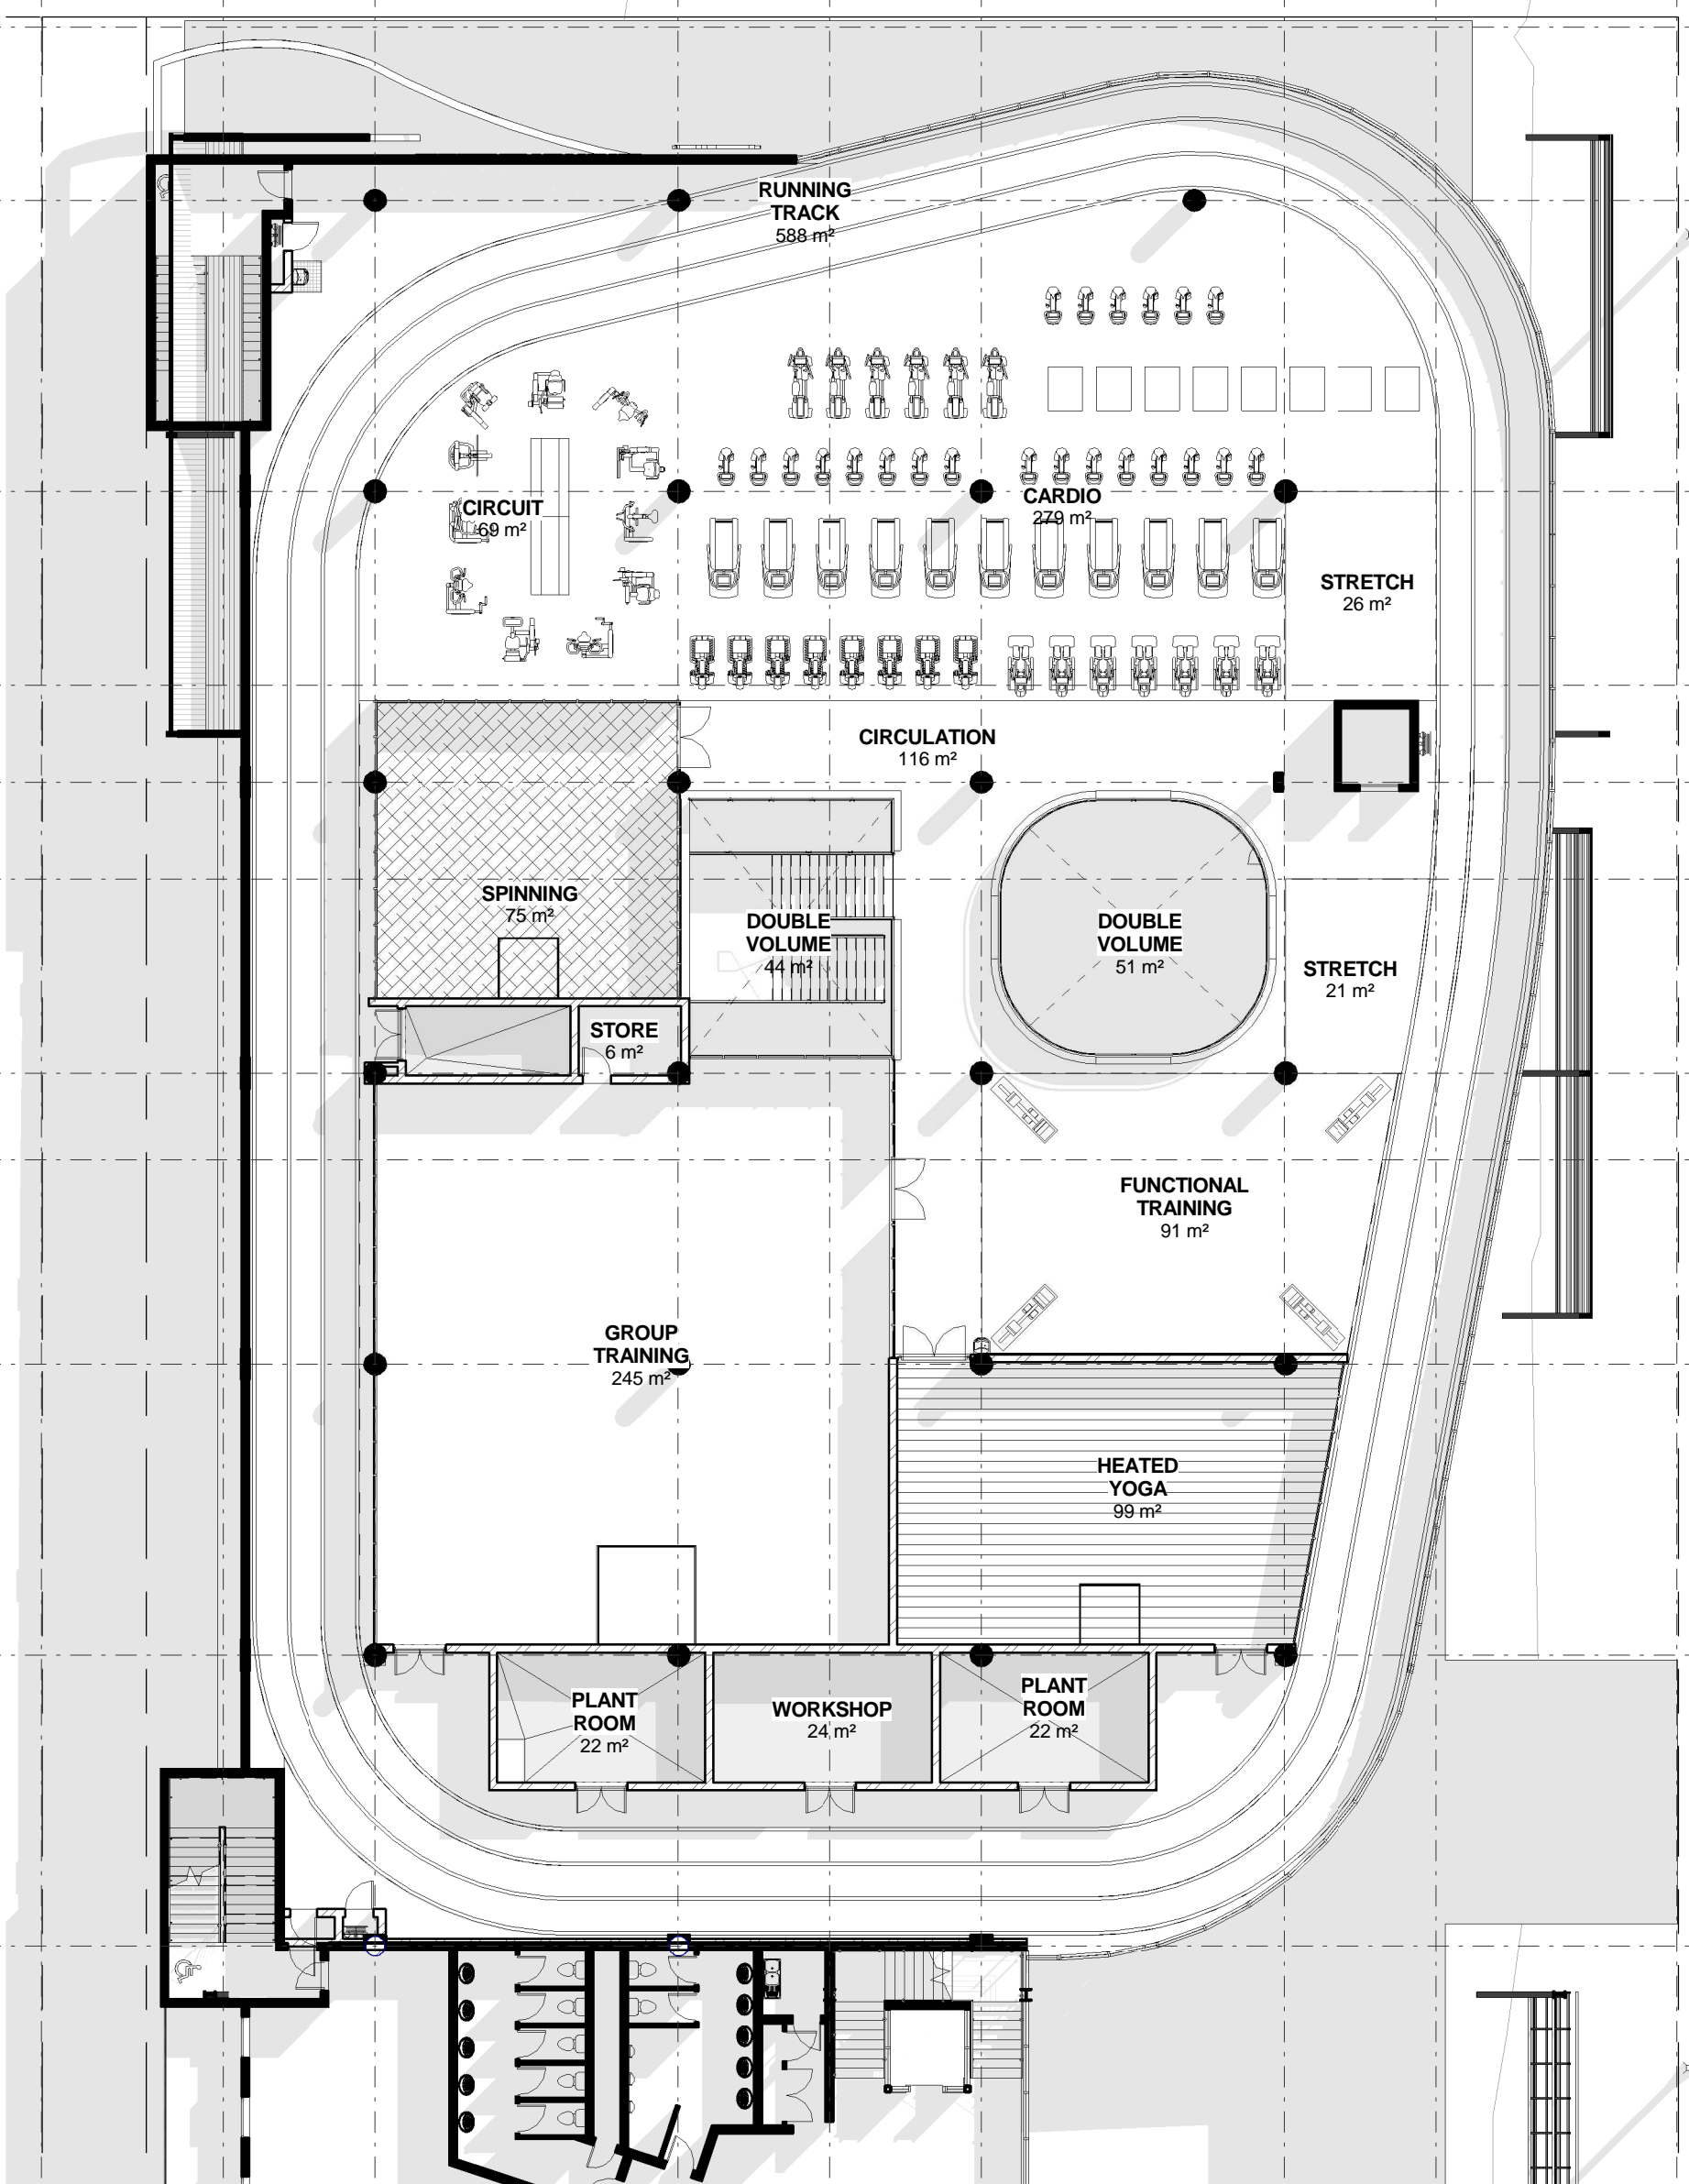 RUNNING
TRACK
588 m²
CIRCUIT
69 m²
CARDIO
279 m²
STRETCH
26 m²
CIRCULATION
116 m²
SPINNING
75 m²
DOUBLE
VOLUME
44 m²
DOUBLE
VOLUME
51 m²
STRETCH
21 m²
STORE
6 m²
FUNCTIONAL
TRAINING
91 m²
GROUP
TRAINING
245 m²
HEATED
YOGA
99 m²
PLANT
ROOM
22 m²
WORKSHOP
24 m²
PLANT
ROOM
22 m²